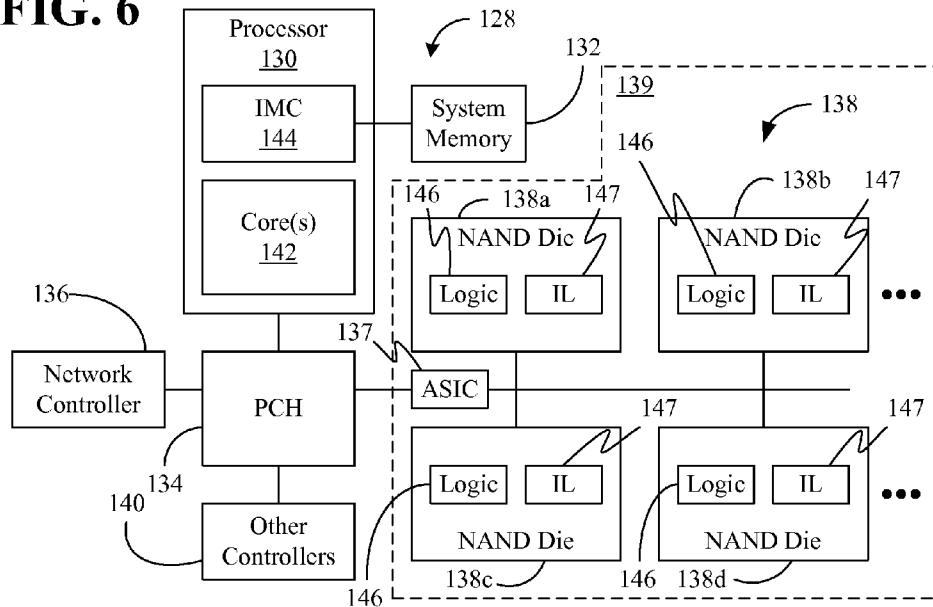 FIG. 6
Processor
130
IMC
144
Core(s)
142
128
132
System
Memory
139
138
146
138a
147
NAND Die
Logic
IL
146
138b
147
NAND Die
Logic
IL
•••
136
Network
Controller
PCH
134
137
ASIC
147
Logic
IL
NAND Die
146
138c
147
Logic
IL
NAND Die
146
138d
•••
140
Other
Controllers